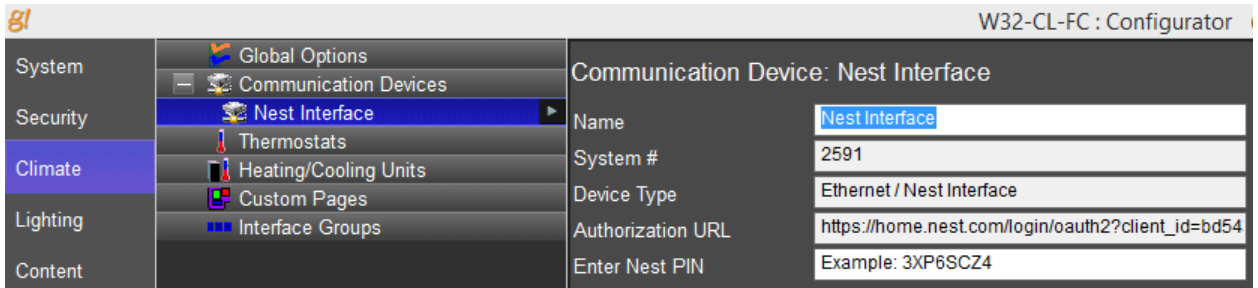 g!
W32-CL-FC : Configurator
System
Security
Climate
Lighting
Content
Global Options
Communication Devices
Nest Interface
Thermostats
Heating/Cooling Units
Custom Pages
Interface Groups
Communication Device: Nest Interface
Name Nest Interface
System # 2591
Device Type Ethernet / Nest Interface
Authorization URL https://home.nest.com/login/oauth2?client_id=bd54
Enter Nest PIN Example: 3XP6SCZ4